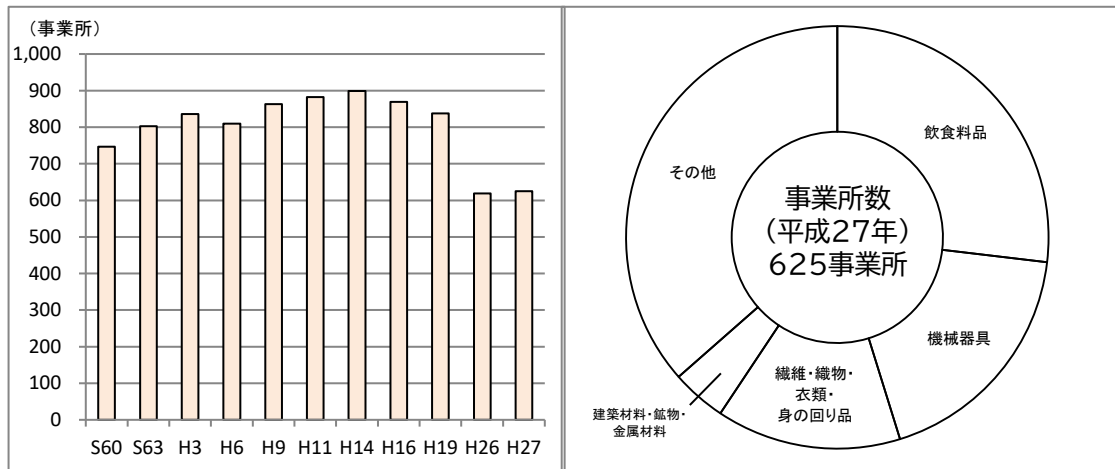 （事業所）
1,000
900
800
700
600
500
400
300
200
100
0
S60 S63 H3 H6 H9 H11 H14 H16 H19 H26 H27
飲食料品
機械器具
繊維・織物・
衣類・
身の回り品
建築材料・鉱物・
金属材料
その他
事業所数
(平成27年)
625事業所